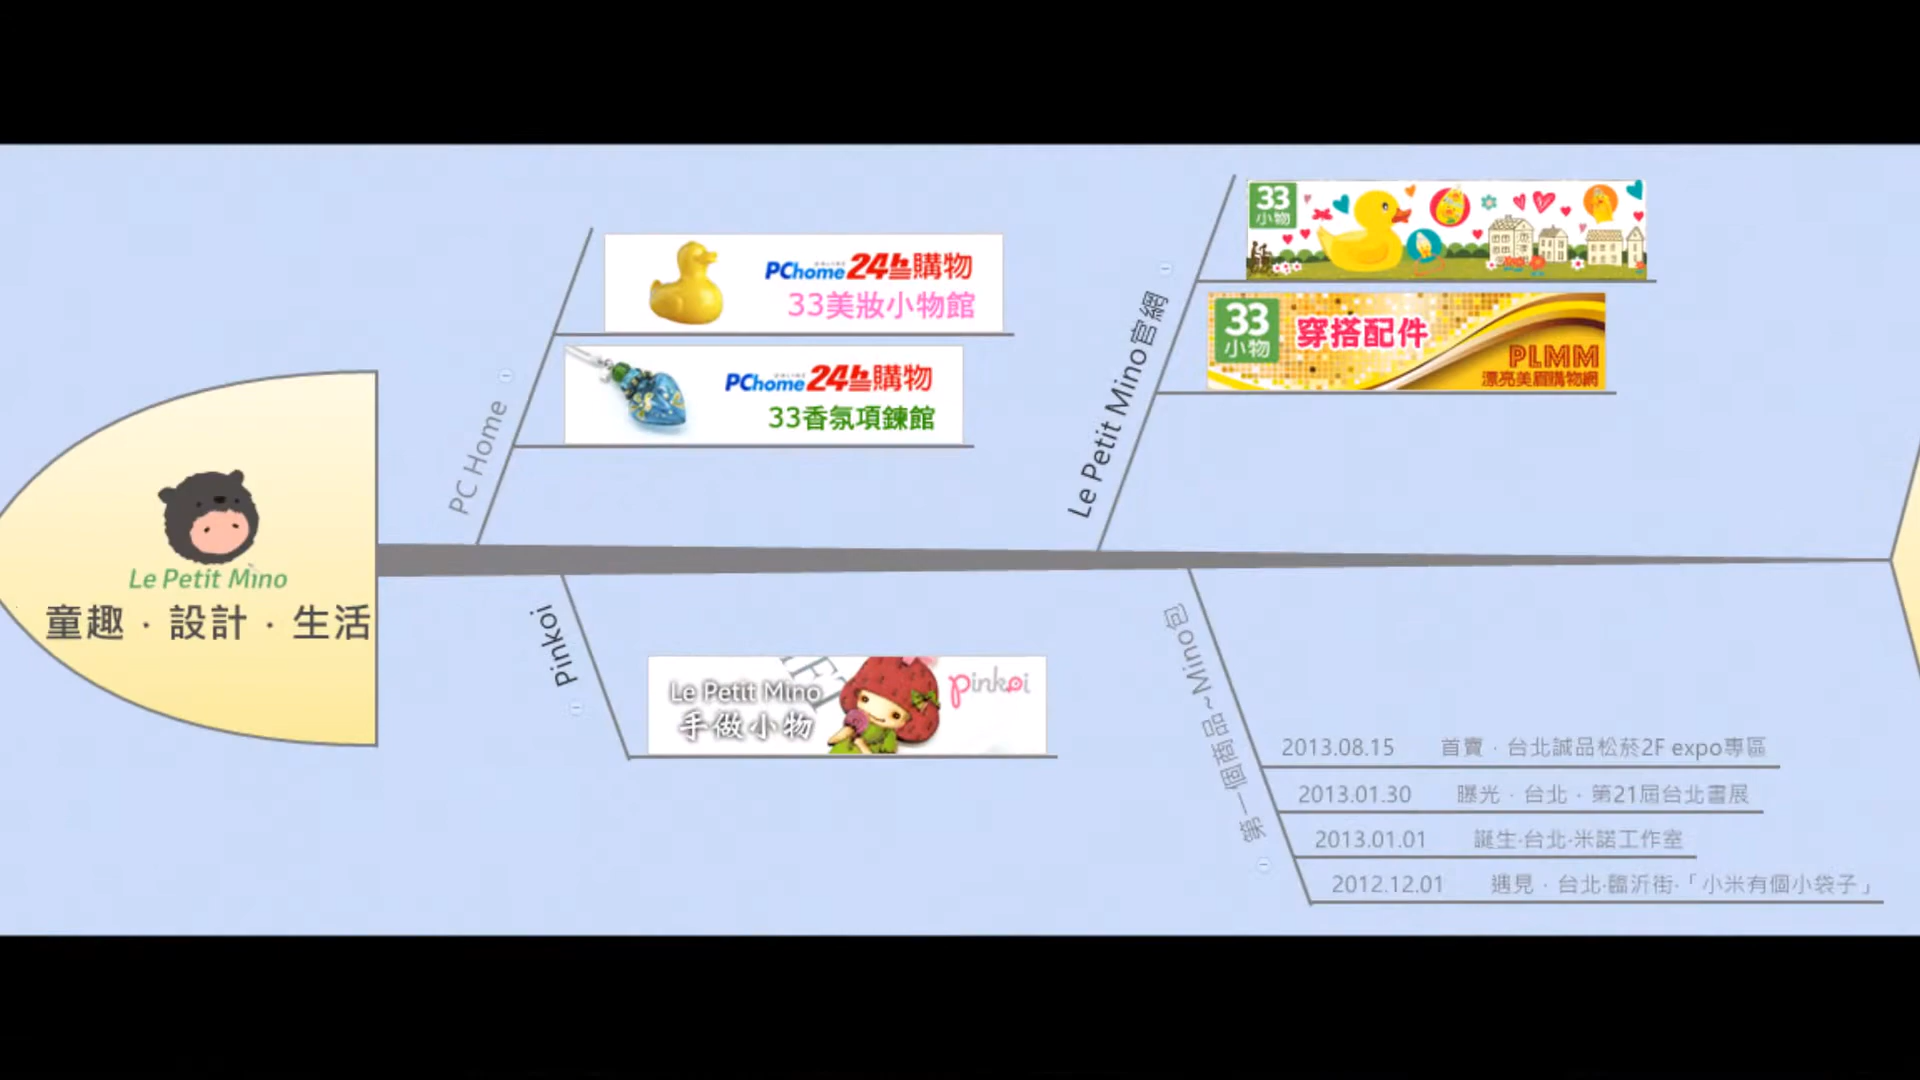 Le Petit Mino
童趣 · 設計 · 生活
PC Home
PChome ONLINE 24h購物
33美妝小物館
PChome ONLINE 24h購物
33香氛項鍊館
Le Petit Mino官網
33
小物
33
小物
穿搭配件
PLMM
漂亮美眉購物網
Pinkoi
Le Petit Mino
手做小物
pinkoi
第一個商品~Mino包
2013.08.15 首賣 · 台北誠品松菸2F expo專區
2013.01.30 曝光 · 台北 · 第21屆台北書展
2013.01.01 誕生·台北·米諾工作室
2012.12.01 遇見 · 台北·臨沂街·「小米有個小袋子」